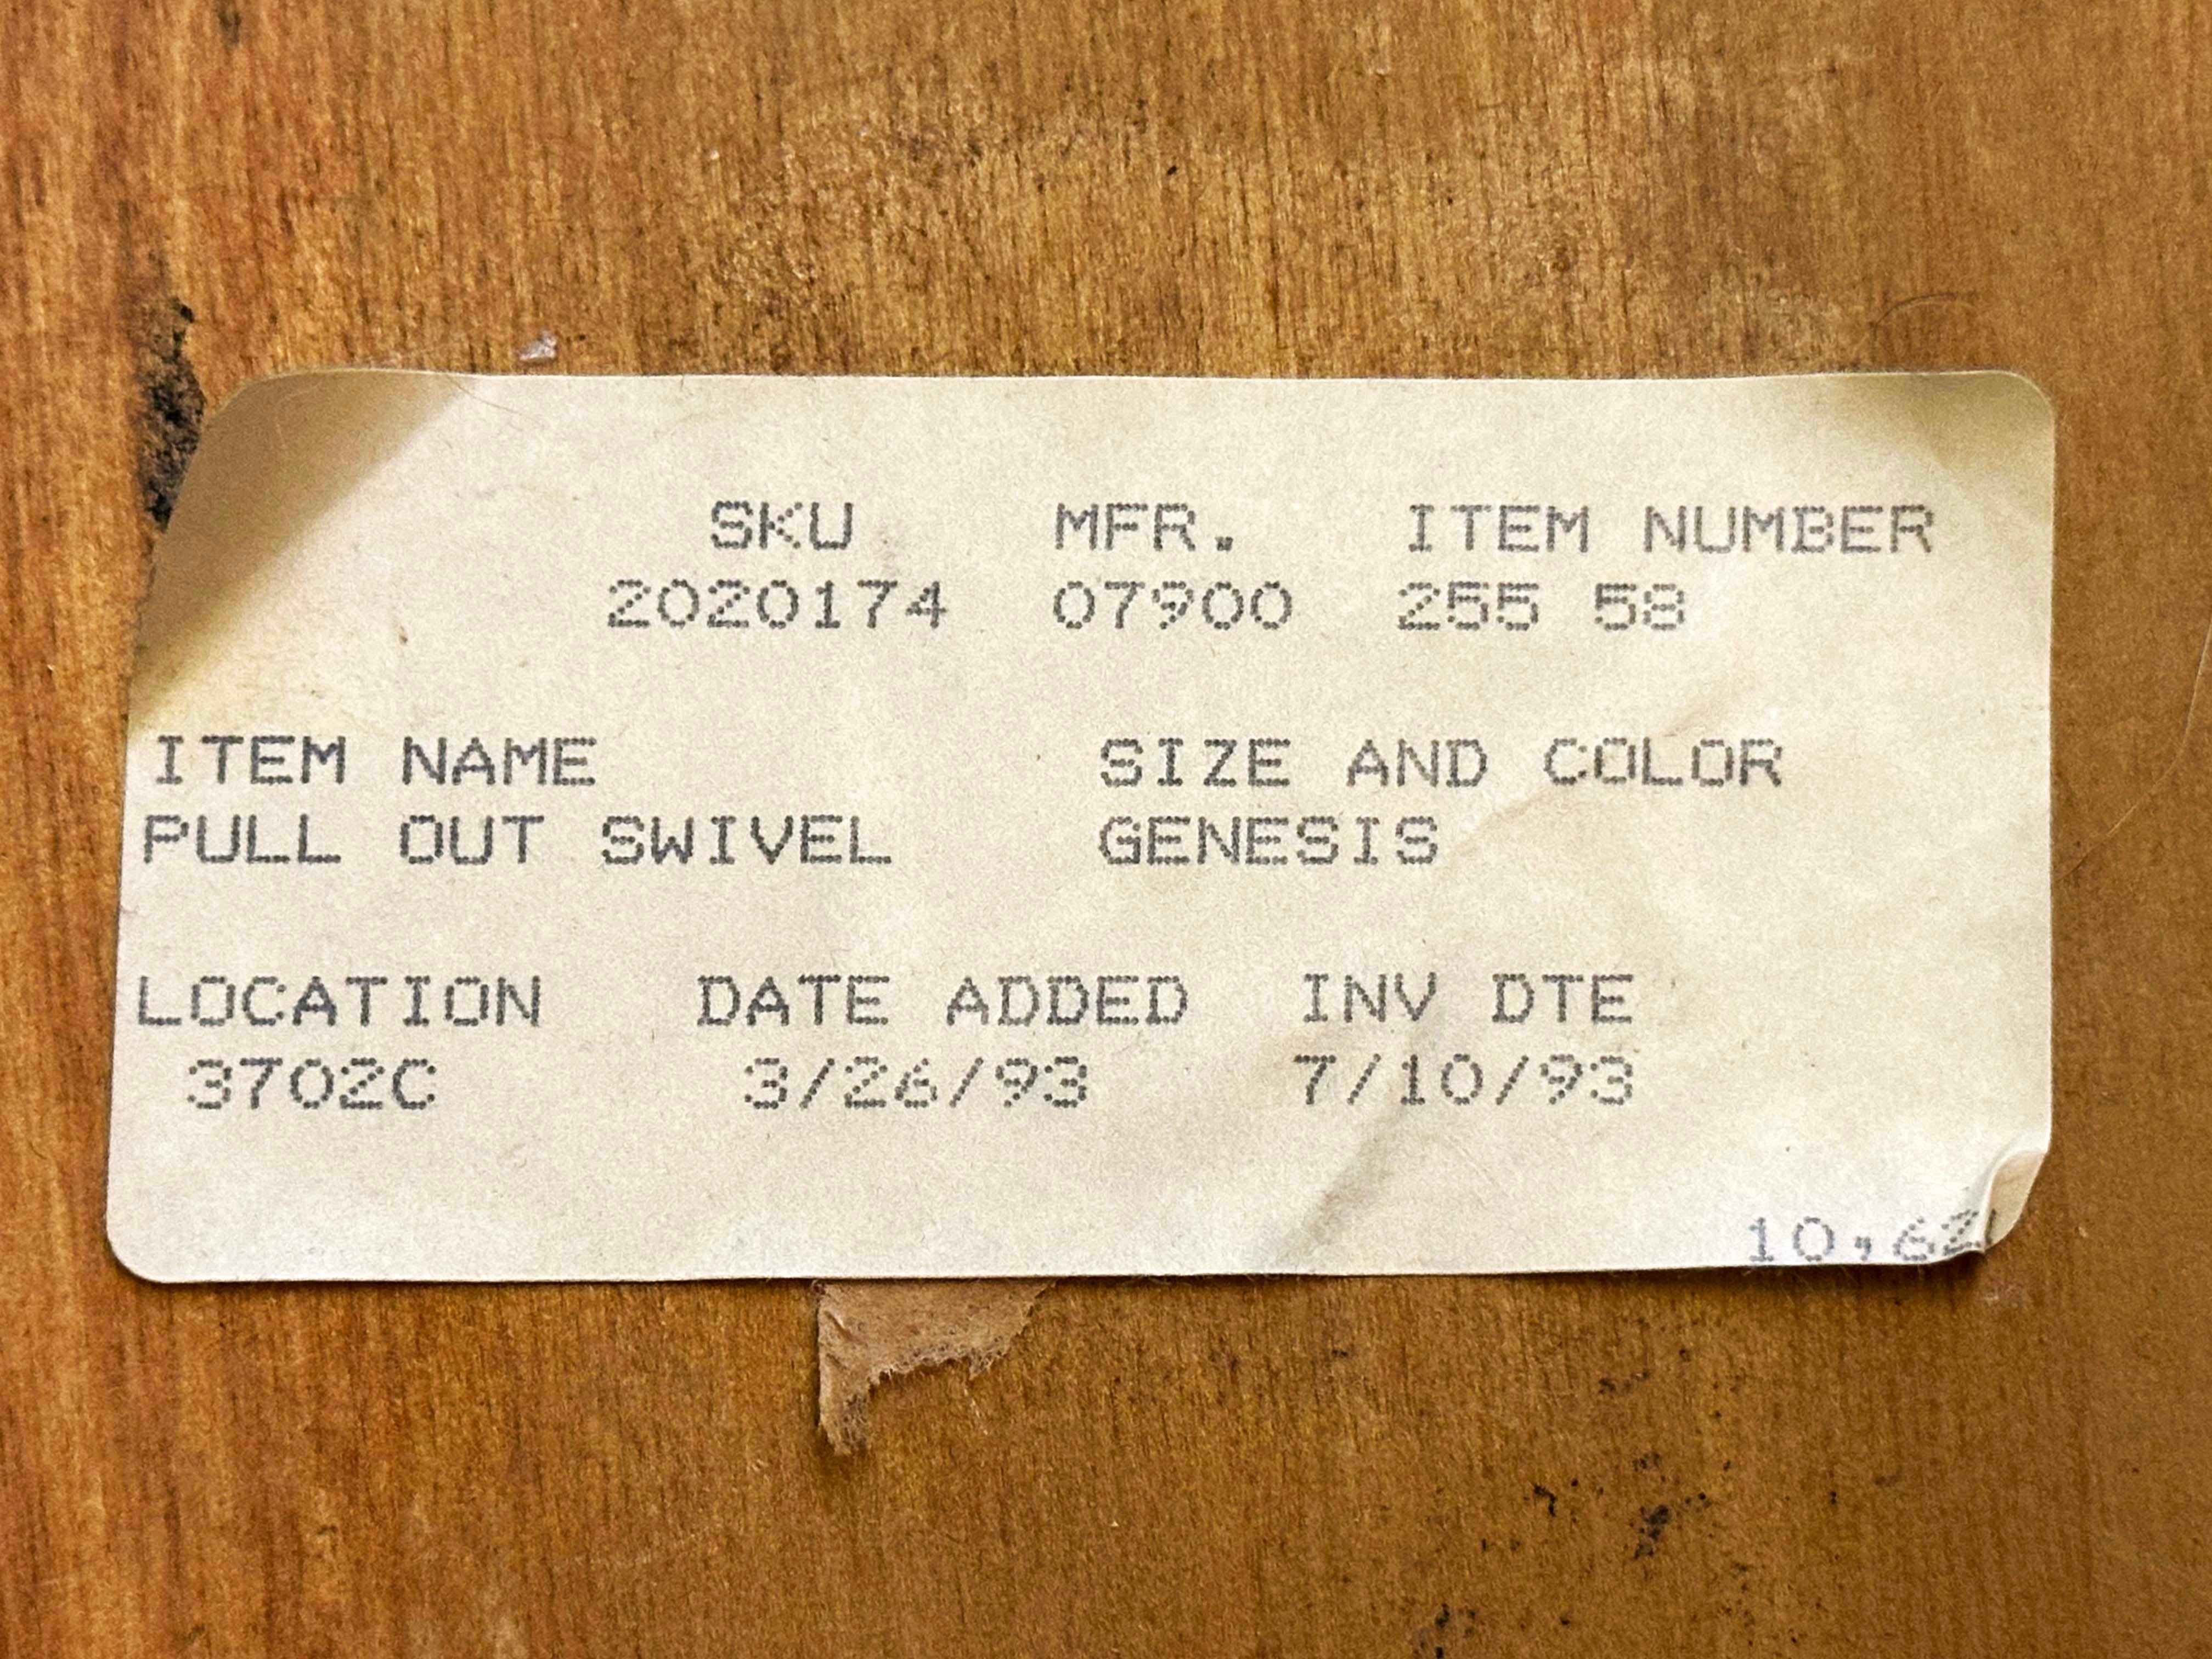 SKU MFR. ITEM NUMBER
2020174 07900 255 58
ITEM NAME SIZE AND COLOR
PULL OUT SWIVEL GENESIS
LOCATION DATE ADDED INV DTE
3702C 3/26/93 7/10/93